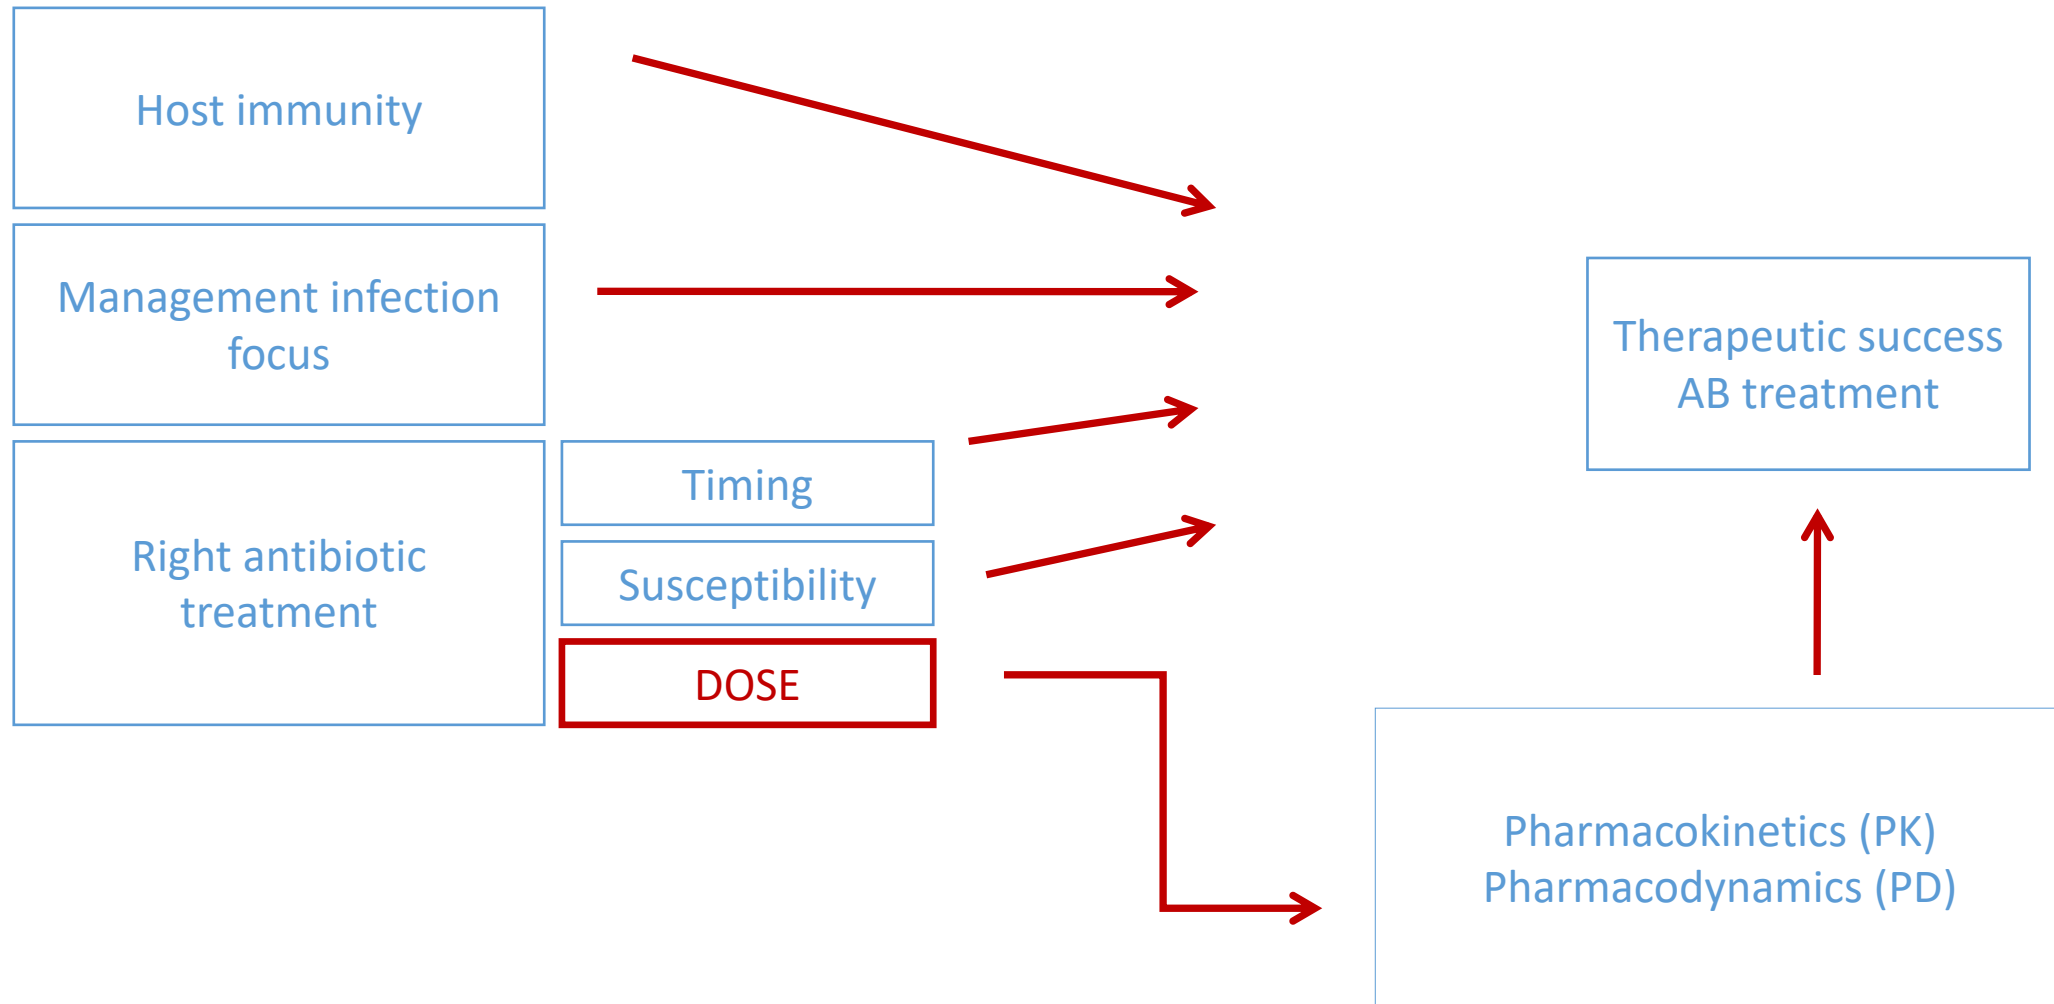 Host immunity
Management infection
focus
Right antibiotic
treatment
Timing
Susceptibility
DOSE
Therapeutic success
AB treatment
Pharmacokinetics (PK)
Pharmacodynamics (PD)